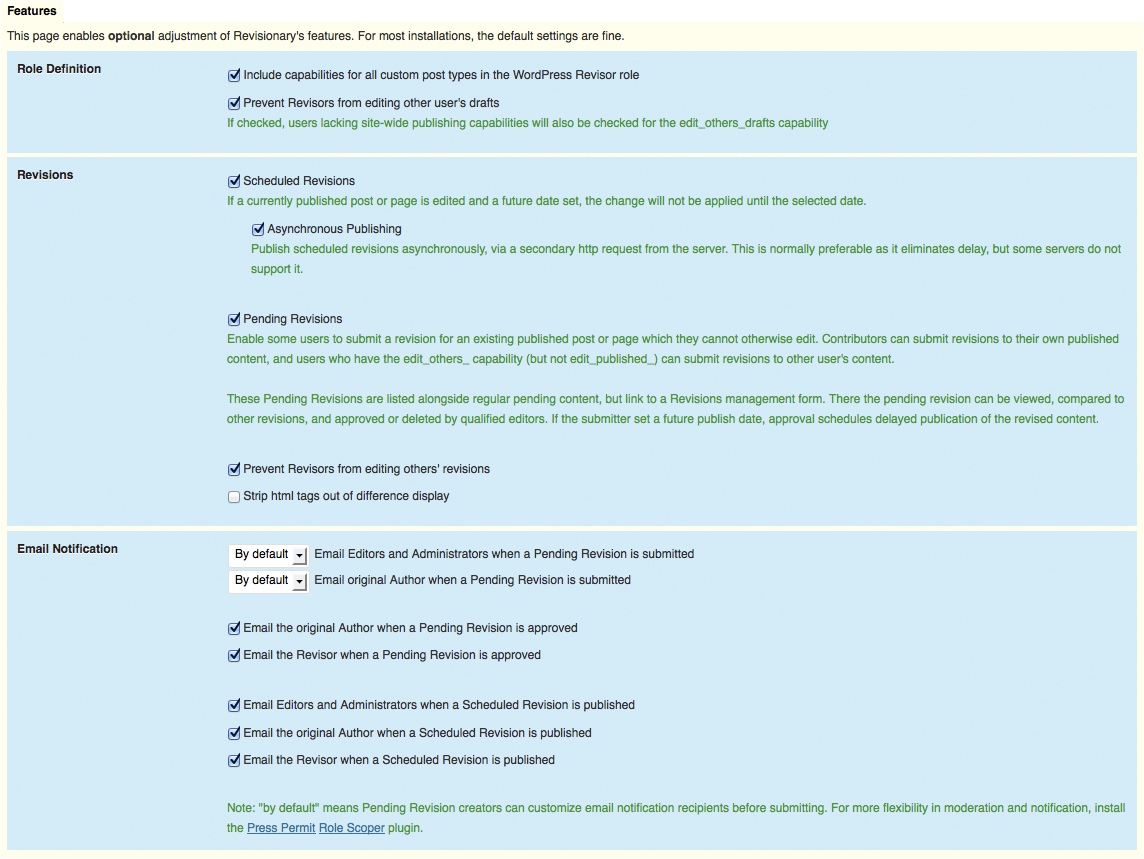 Features
This page enables optional adjustment of Revisionary's features. For most installations, the default settings are fine.
Role Definition
Include capabilities for all custom post types in the WordPress Revisor role
Prevent Revisors from editing other user's drafts
If checked, users lacking site-wide publishing capabilities will also be checked for the edit_others_drafts capability
Revisions
Scheduled Revisions
If a currently published post or page is edited and a future date set, the change will not be applied until the selected date.
Asynchronous Publishing
Publish scheduled revisions asynchronously, via a secondary http request from the server. This is normally preferable as it eliminates delay, but some servers do not
support it.
Pending Revisions
Enable some users to submit a revision for an existing published post or page which they cannot otherwise edit. Contributors can submit revisions to their own published
content, and users who have the edit_others_ capability (but not edit_published_) can submit revisions to other user's content.
These Pending Revisions are listed alongside regular pending content, but link to a Revisions management form. There the pending revision can be viewed, compared to
other revisions, and approved or deleted by qualified editors. If the submitter set a future publish date, approval schedules delayed publication of the revised content.
Prevent Revisors from editing others' revisions
Strip html tags out of difference display
Email Notification
By default Email Editors and Administrators when a Pending Revision is submitted
By default Email original Author when a Pending Revision is submitted
Email the original Author when a Pending Revision is approved
Email the Revisor when a Pending Revision is approved
Email Editors and Administrators when a Scheduled Revision is published
Email the original Author when a Scheduled Revision is published
Email the Revisor when a Scheduled Revision is published
Note: "by default" means Pending Revision creators can customize email notification recipients before submitting. For more flexibility in moderation and notification, install
the Press Permit Role Scoper plugin.